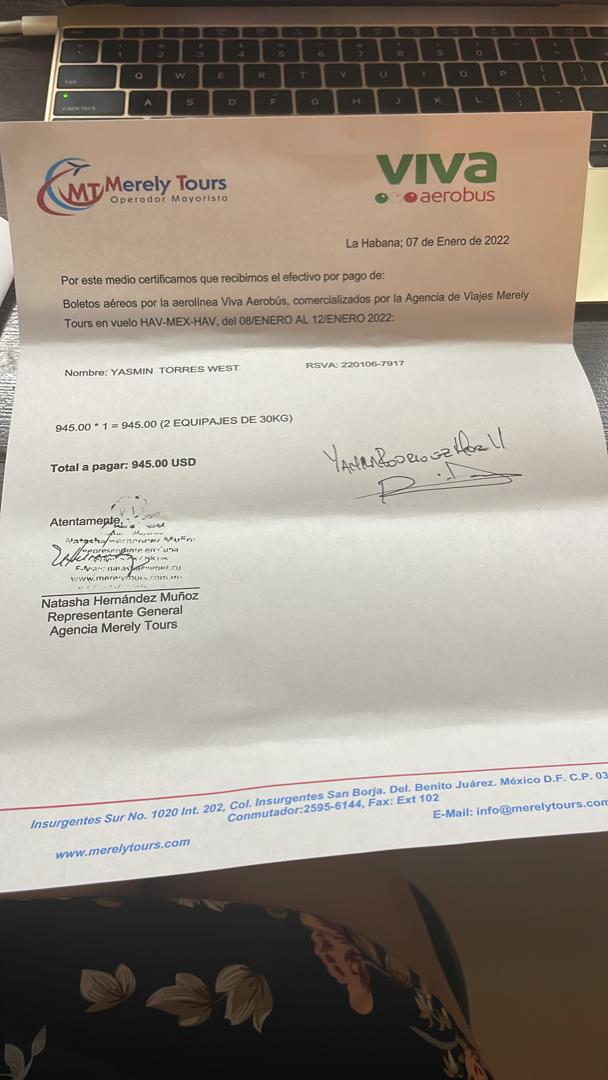 Q W E R T Y U I O P
caps lock A S D F G H J K L
MT Merely Tours
Operador Mayorista
viva
aerobus
La Habana; 07 de Enero de 2022
Por este medio certificamos que recibimos el efectivo por pago de:
Boletos aéreos por la aerolínea Viva Aerobús, comercializados por la Agencia de Viajes Merely
Tours en vuelo HAV-MEX-HAV, del 08/ENERO AL 12/ENERO 2022:
Nombre: YASMIN TORRES WEST RSVA: 220106-7917
945.00 * 1 = 945.00 (2 EQUIPAJES DE 30KG)
Total a pagar: 945.00 USD
Atentamente,
Natasha Hernández Muñoz
Representante General
Agencia Merely Tours
Insurgentes Sur No. 1020 Int. 202, Col. Insurgentes San Borja. Del. Benito Juárez. México D.F. C.P. 03
Conmutador:2595-6144, Fax: Ext 102
E-Mail: info@merelytours.com
www.merelytours.com